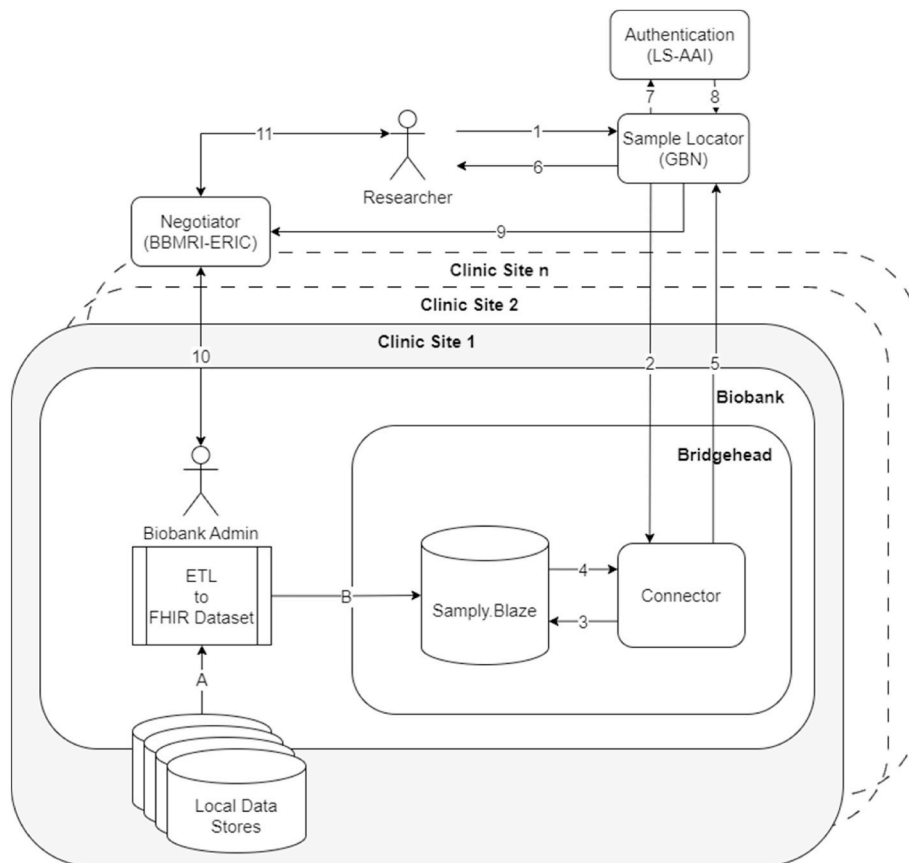 Authentication
(LS-AAI)
7
8
11
1
Sample Locator
(GBN)
6
Researcher
Negotiator
(BBMRI-ERIC)
9
Clinic Site n
Clinic Site 2
Clinic Site 1
10
2
5
Biobank
Bridgehead
Biobank Admin
ETL
to
FHIR Dataset
B
4
Samply.Blaze
Connector
3
A
Local Data
Stores